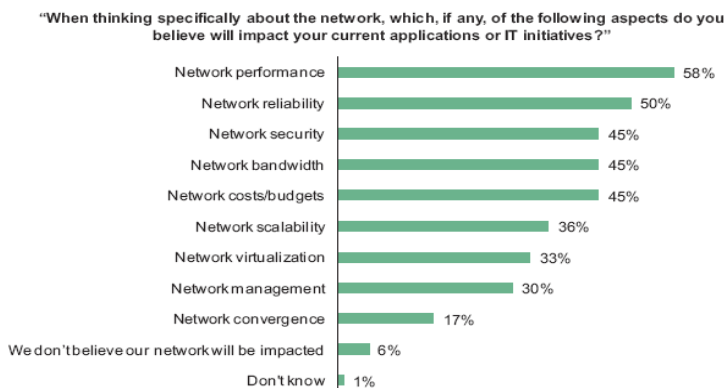 “When thinking specifically about the network, which, if any, of the following aspects do you
believe will impact your current applications or IT initiatives?”
Network performance 58%
Network reliability 50%
Network security 45%
Network bandwidth 45%
Network costs/budgets 45%
Network scalability 36%
Network virtualization 33%
Network management 30%
Network convergence 17%
We don’t believe our network will be impacted 6%
Don't know 1%